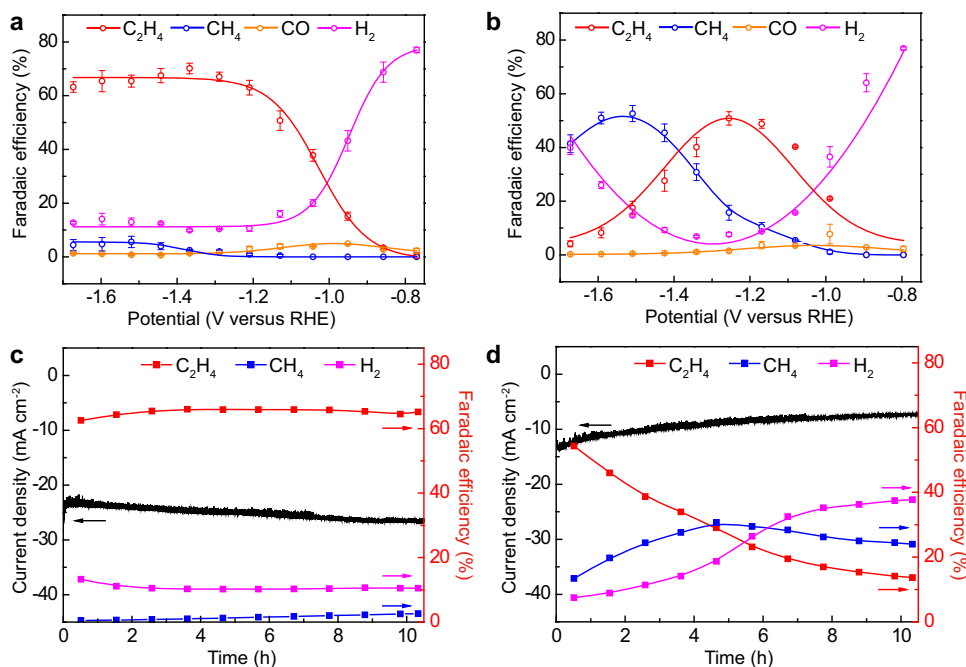 a
C₂H₄ CH₄ CO H₂
Faradaic efficiency (%)
80
60
40
20
0
-1.6 -1.4 -1.2 -1.0 -0.8
Potential (V versus RHE)
b
C₂H₄ CH₄ CO H₂
Faradaic efficiency (%)
80
60
40
20
0
-1.6 -1.4 -1.2 -1.0 -0.8
Potential (V versus RHE)
c
C₂H₄ CH₄ H₂
Current density (mA cm⁻²)
0
-10
-20
-30
-40
0 2 4 6 8 10
Time (h)
80
60
40
20
0
Faradaic efficiency (%)
d
C₂H₄ CH₄ H₂
Current density (mA cm⁻²)
0
-10
-20
-30
-40
0 2 4 6 8 10
Time (h)
80
60
40
20
0
Faradaic efficiency (%)